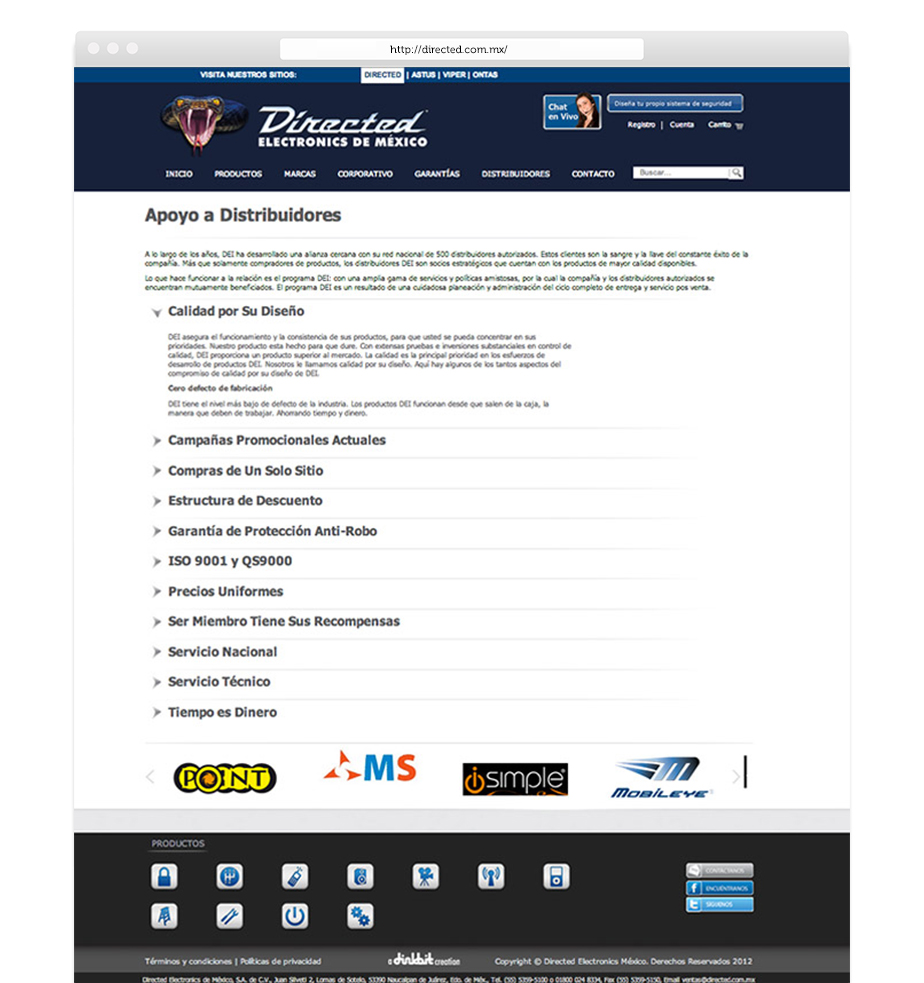 http://directed.com.mx/
VISITA NUESTROS SITIOS: DIRECTED | ASTUS | VIPER | ONTAS
Directed
ELECTRONICS DE MÉXICO
Chat
en Vivo
Diseña tu propio sistema de seguridad
Registro | Cuenta Carrito
INICIO PRODUCTOS MARCAS CORPORATIVO GARANTÍAS DISTRIBUIDORES CONTACTO Buscar...
Apoyo a Distribuidores
A lo largo de los años, DEI ha desarrollado una alianza cercana con su red nacional de 500 distribuidores autorizados. Estos clientes son la sangre y la llave del constante éxito de la
compañía. Más que solamente compradores de productos, los distribuidores DEI son socios estratégicos que cuentan con los productos de mayor calidad disponibles.
Lo que hace funcionar a la relación es el programa DEI: con una amplia gama de servicios y políticas amistosas, por la cual la compañía y los distribuidores autorizados se
encuentran mutuamente beneficiados. El programa DEI es un resultado de una cuidadosa planeación y administración del ciclo completo de entrega y servicio pos venta.
Calidad por Su Diseño
DEI asegura el funcionamiento y la consistencia de sus productos, para que usted se pueda concentrar en sus
prioridades. Nuestro producto esta hecho para que dure. Con extensas pruebas e inversiones substanciales en control de
calidad, DEI proporciona un producto superior al mercado. La calidad es la principal prioridad en los esfuerzos de
desarrollo de productos DEI. Nosotros le llamamos calidad por su diseño. Aquí hay algunos de los tantos aspectos del
compromiso de calidad por su diseño de DEI.
Cero defecto de fabricación
DEI tiene el nivel más bajo de defecto de la industria. Los productos DEI funcionan desde que salen de la caja, la
manera que deben de trabajar. Ahorrando tiempo y dinero.
Campañas Promocionales Actuales
Compras de Un Solo Sitio
Estructura de Descuento
Garantía de Protección Anti-Robo
ISO 9001 y QS9000
Precios Uniformes
Ser Miembro Tiene Sus Recompensas
Servicio Nacional
Servicio Técnico
Tiempo es Dinero
POINT MS isimple MOBILEYE
PRODUCTOS
CONTÁCTANOS
ENCUÉNTRANOS
SÍGUENOS
Términos y condiciones | Políticas de privacidad a dinkbit creation Copyright © Directed Electronics México. Derechos Reservados 2012
Directed Electronics de México, S.A. de C.V., Juan Silveti 2, Lomas de Sotelo, 53390 Naucalpan de Juárez, Edo. de Méx., Tel. (55) 5359-5100 o 01800 024 8334, Fax (55) 5359-5150, Email ventas@directed.com.mx